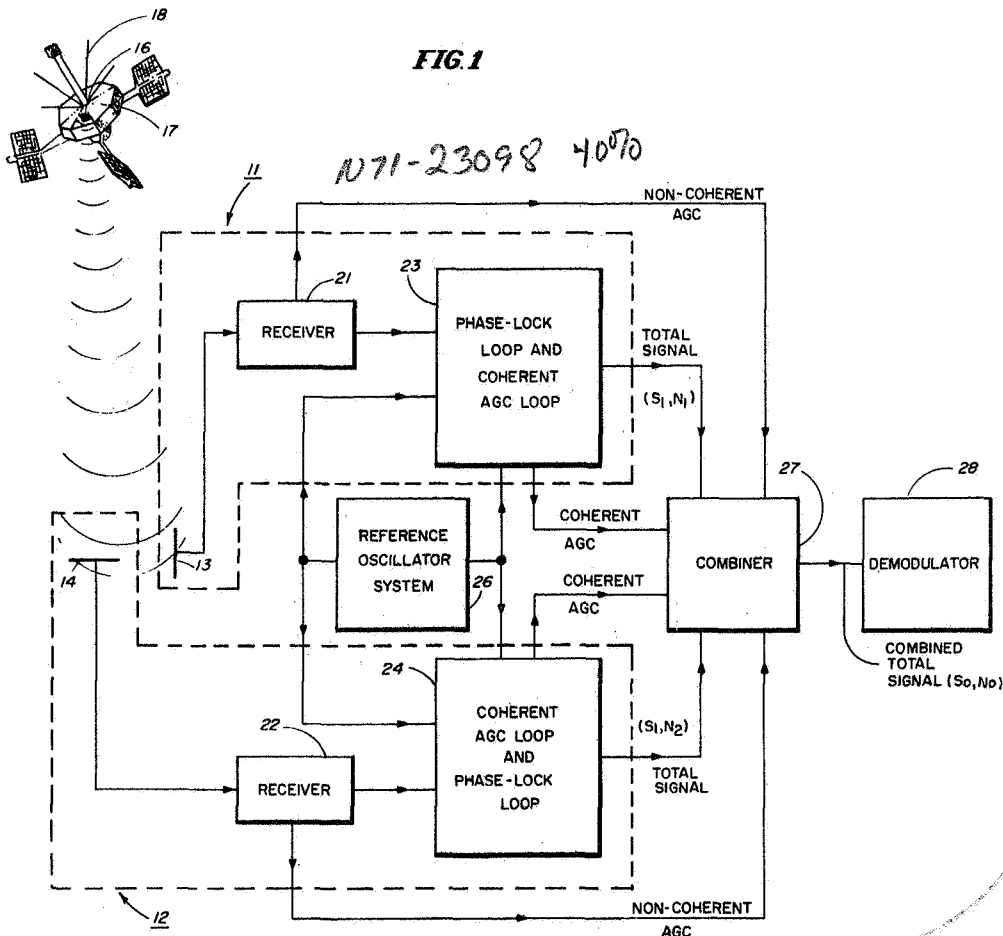 18
16
FIG. 1
17
N71-23098 40%
11
NON-COHERENT
AGC
21
23
RECEIVER
PHASE-LOCK
LOOP AND
COHERENT
AGC LOOP
TOTAL
SIGNAL
(S1, N1)
27
28
13
14
REFERENCE
OSCILLATOR
SYSTEM
26
COHERENT
AGC
COHERENT
AGC
COMBINER
DEMODULATOR
COMBINED
TOTAL
SIGNAL (So, No)
24
COHERENT
AGC LOOP
AND
PHASE-LOCK
LOOP
(S1, N2)
TOTAL
SIGNAL
22
RECEIVER
12
NON-COHERENT
AGC